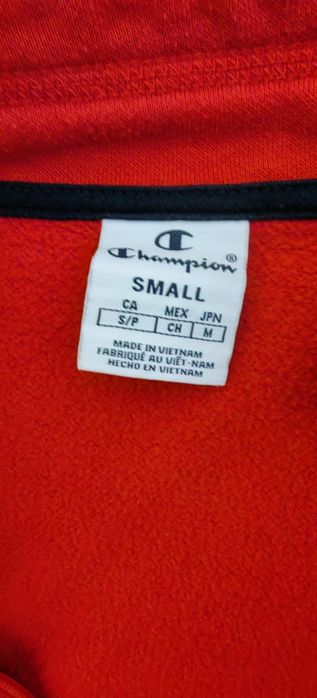 Champion®
SMALL
CA MEX JPN
S/P CH M
MADE IN VIETNAM
FABRIQUÉ AU VIÊT-NAM
HECHO EN VIETNAM